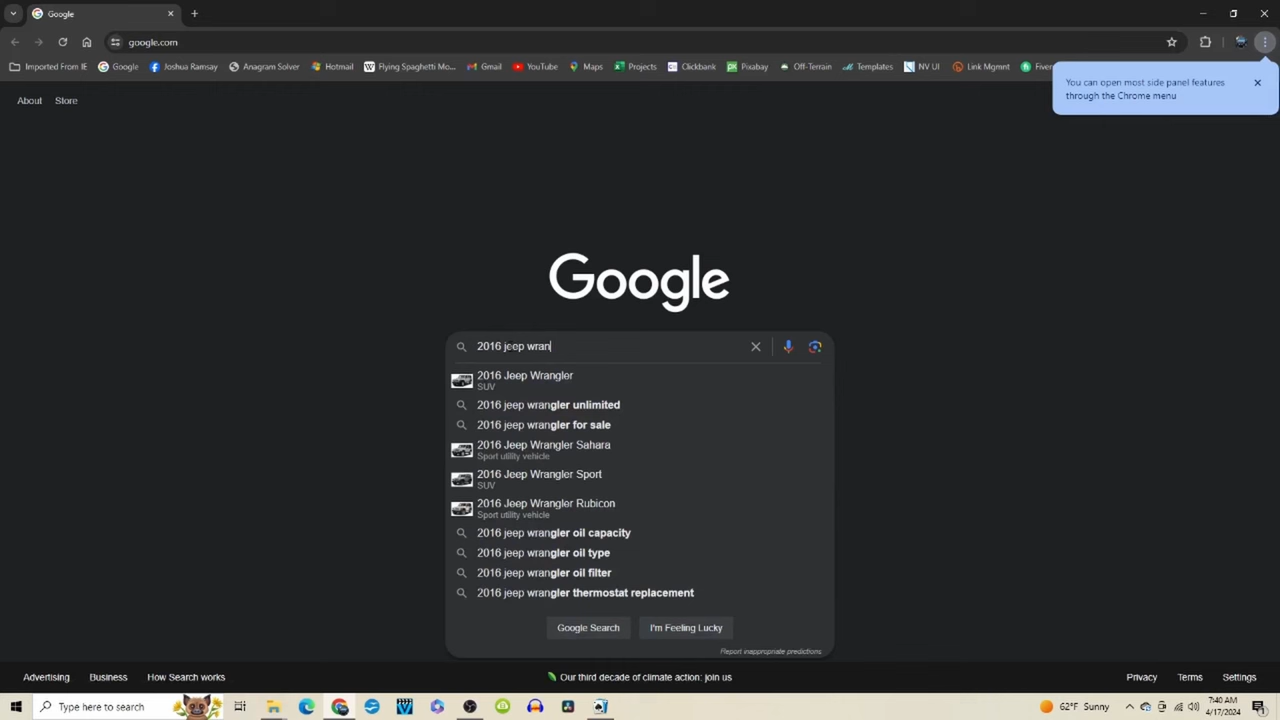 Google
google.com
Imported From IE
Google
Joshua Ramsay
Anagram Solver
Hotmail
Flying Spaghetti Mo...
Gmail
YouTube
Maps
Projects
Clickbank
Pixabay
Off-Terrain
Templates
NV UI
Link Mgmt
You can open most side panel features
through the Chrome menu
About
Store
Google
2016 jeep wran
2016 Jeep Wrangler
SUV
2016 jeep wrangler unlimited
2016 jeep wrangler for sale
2016 Jeep Wrangler Sahara
Sport utility vehicle
2016 Jeep Wrangler Sport
SUV
2016 Jeep Wrangler Rubicon
Sport utility vehicle
2016 jeep wrangler oil capacity
2016 jeep wrangler oil type
2016 jeep wrangler oil filter
2016 jeep wrangler thermostat replacement
Google Search
I'm Feeling Lucky
Report inappropriate predictions
Advertising
Business
How Search works
Our third decade of climate action: join us
Privacy
Terms
Settings
Type here to search
62°F Sunny
7:40 AM
4/17/2024